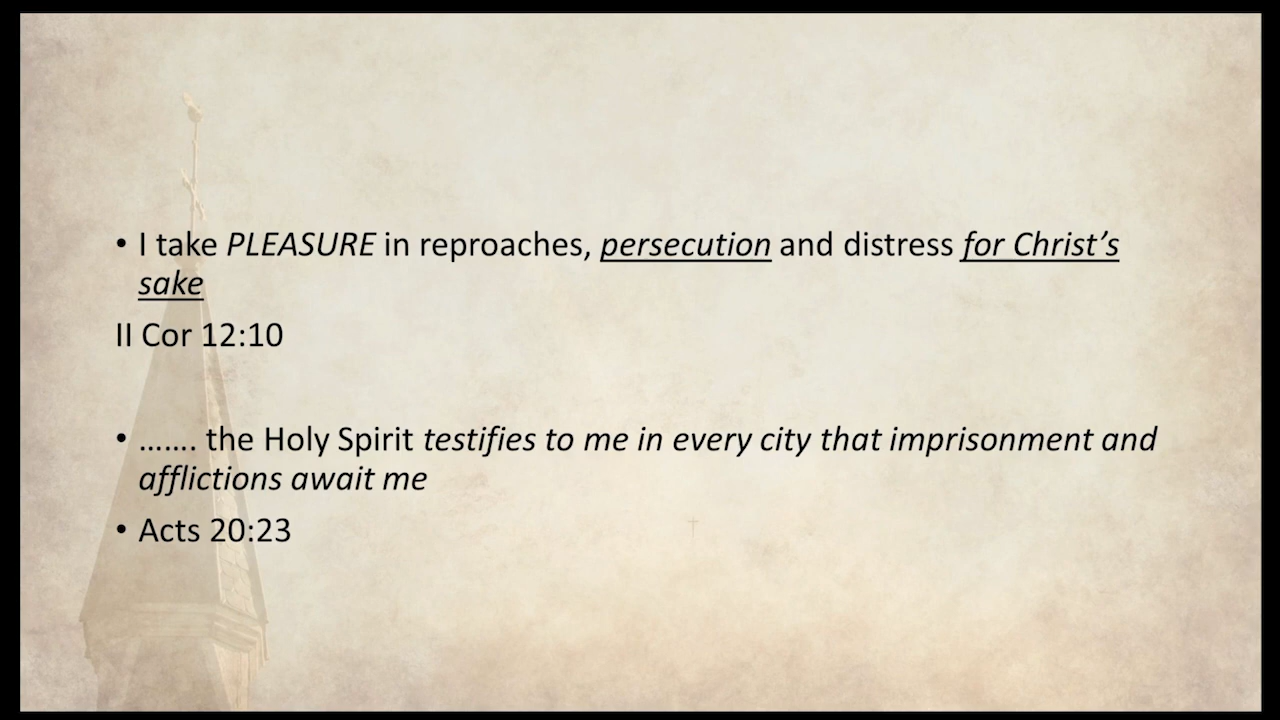 • I take PLEASURE in reproaches, persecution and distress for Christ’s
sake
II Cor 12:10
• ....... the Holy Spirit testifies to me in every city that imprisonment and
afflictions await me
• Acts 20:23